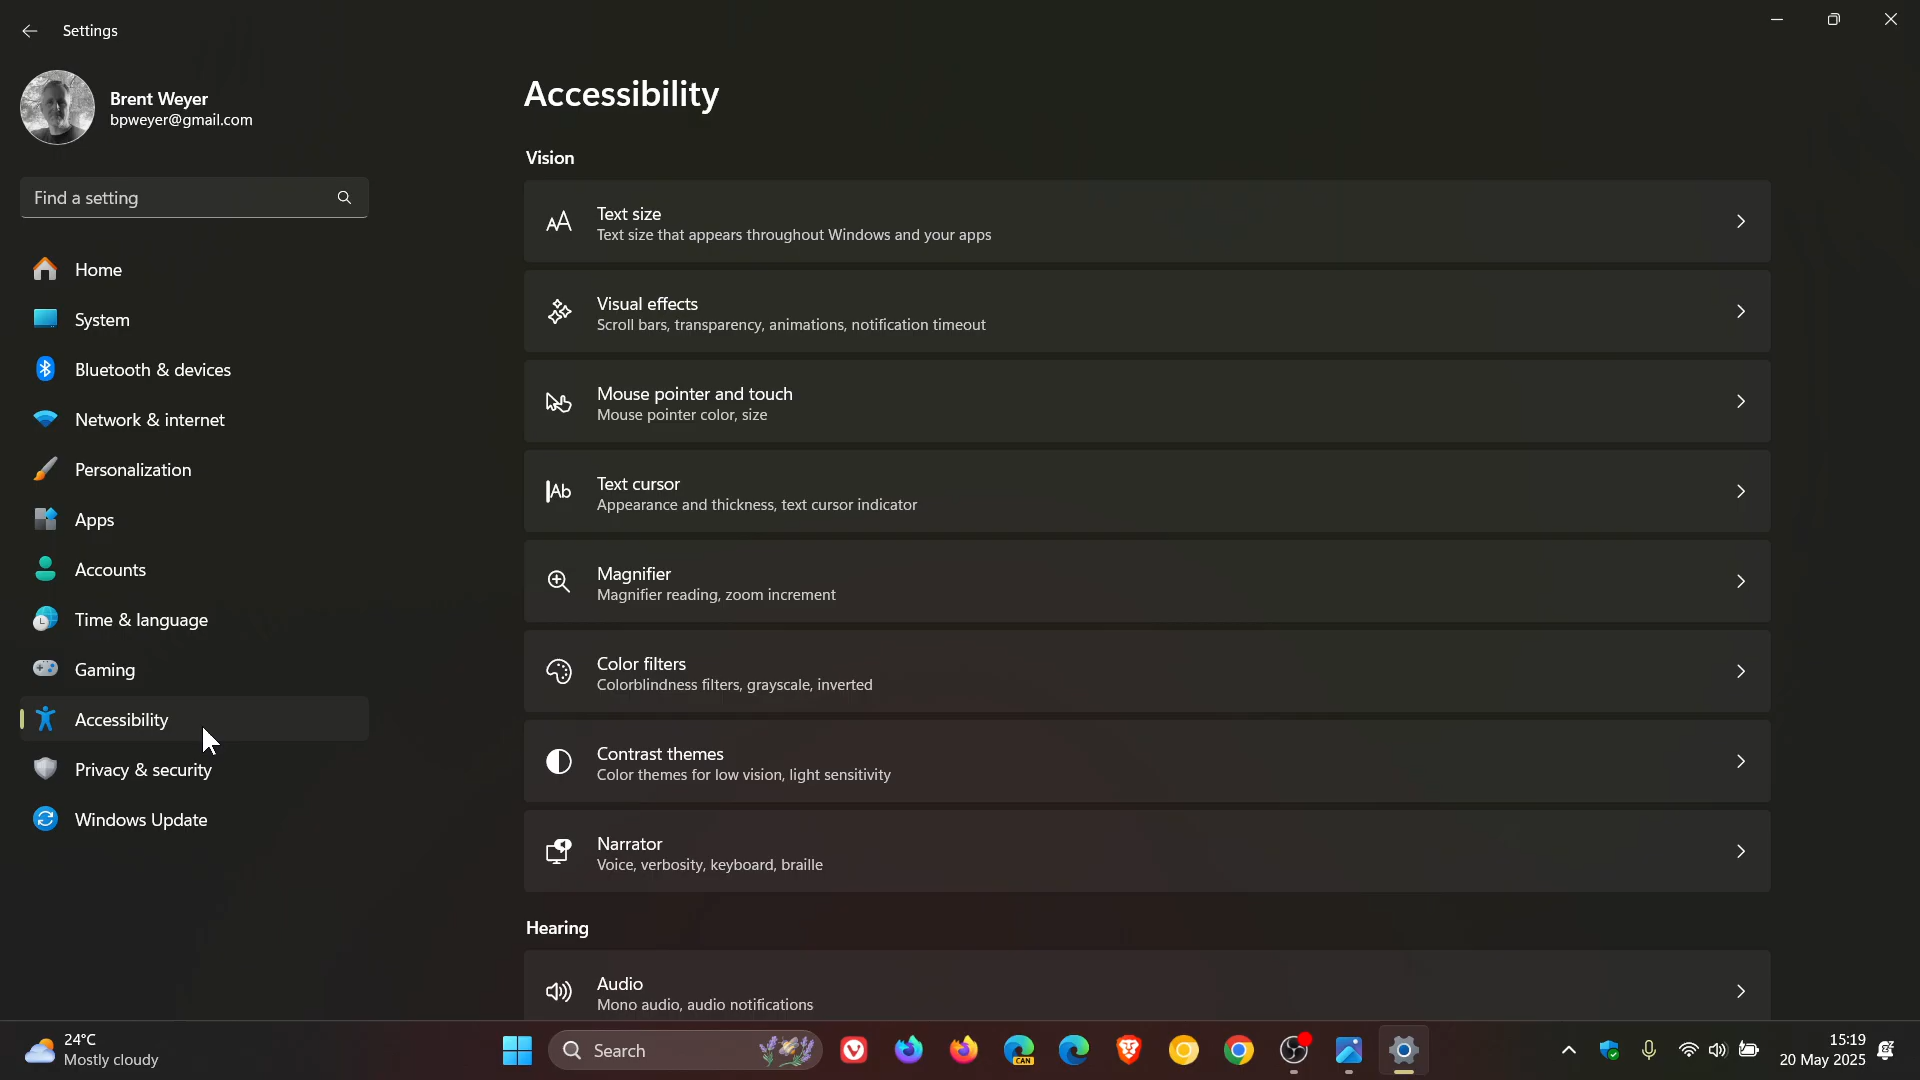 Settings
Brent Weyer
bpweyer@gmail.com
Find a setting
Home
System
Bluetooth & devices
Network & internet
Personalization
Apps
Accounts
Time & language
Gaming
Accessibility
Privacy & security
Windows Update
Accessibility
Vision
Text size
Text size that appears throughout Windows and your apps
Visual effects
Scroll bars, transparency, animations, notification timeout
Mouse pointer and touch
Mouse pointer color, size
Text cursor
Appearance and thickness, text cursor indicator
Magnifier
Magnifier reading, zoom increment
Color filters
Colorblindness filters, grayscale, inverted
Contrast themes
Color themes for low vision, light sensitivity
Narrator
Voice, verbosity, keyboard, braille
Hearing
Audio
Mono audio, audio notifications
24°C
Mostly cloudy
Search
CAN
15:19
20 May 2025